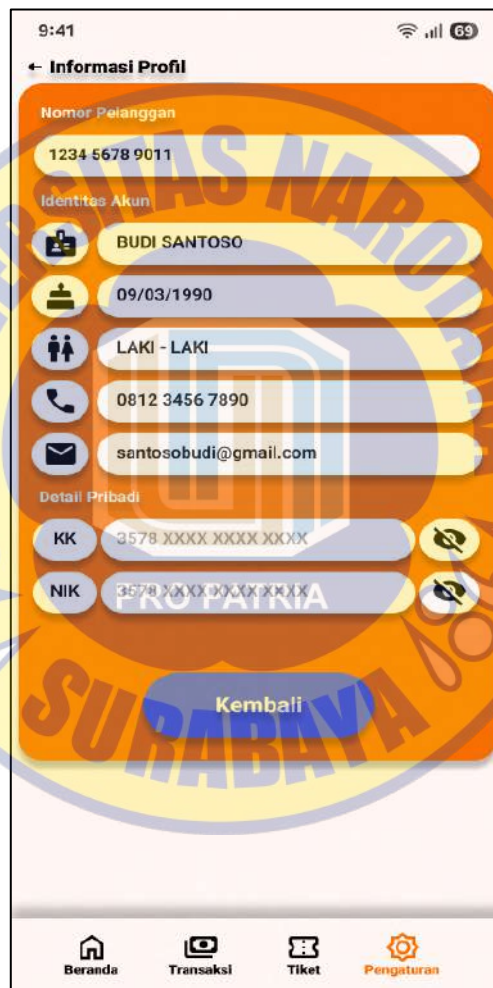 9:41
69
← Informasi Profil
Nomor Pelanggan
1234 5678 9011
Identitas Akun
BUDI SANTOSO
09/03/1990
LAKI - LAKI
0812 3456 7890
santosobudi@gmail.com
Detail Pribadi
KK 3578 XXXX XXXX XXXX
NIK 3578 XXXX XXXX XXXX
PRO PATRIA
Kembali
SURABAYA
Beranda Transaksi Tiket Pengaturan